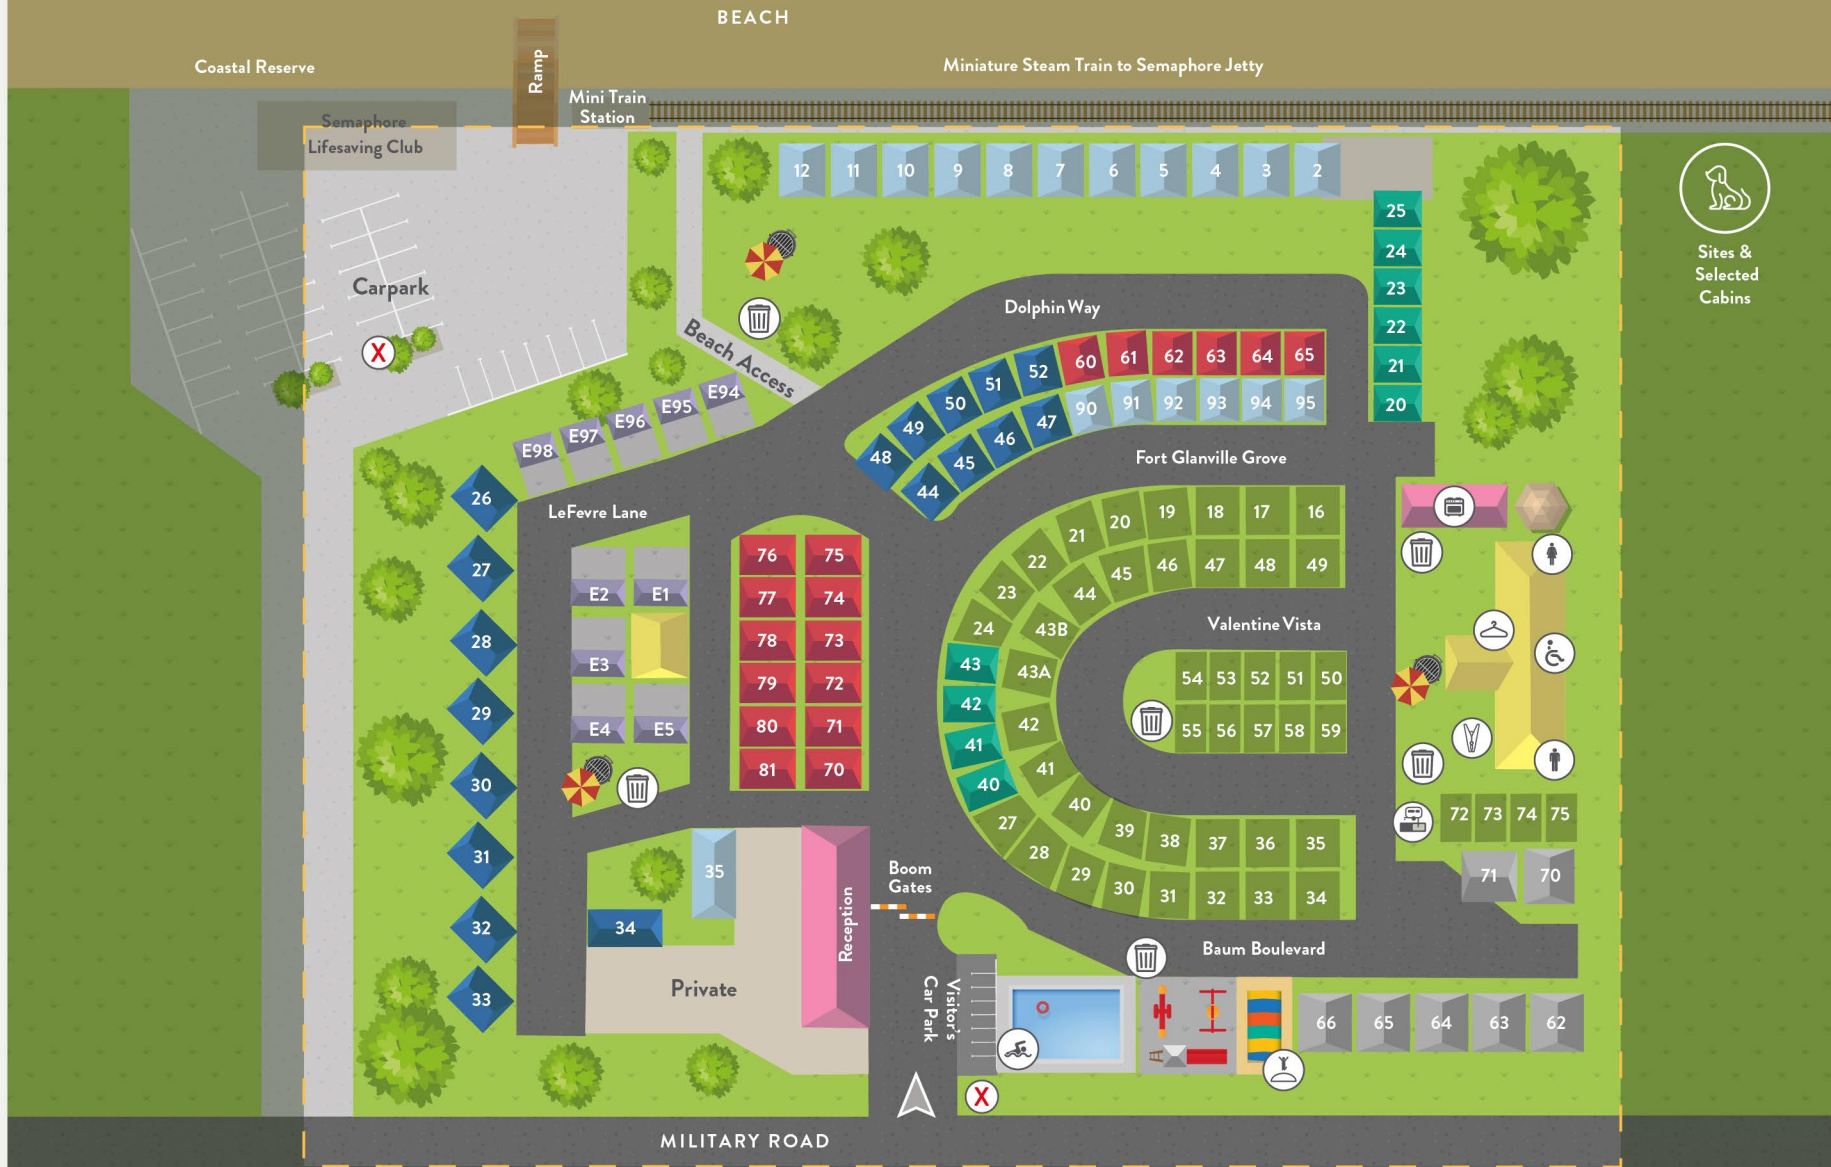 BEACH
Coastal Reserve
Ramp
Miniature Steam Train to Semaphore Jetty
Mini Train
Station
Semaphore
Lifesaving Club
12 11 10 9 8 7 6 5 4 3 2
25
24
23
22
21
20
Sites &
Selected
Cabins
Carpark
X
Beach Access
Dolphin Way
E98 E97 E96 E95 E94
48 49 50 51 52 60 61 62 63 64 65
44 45 46 47 90 91 92 93 94 95
Fort Glanville Grove
LeFevre Lane
26
27
28
29
30
31
32
33
E2 E1
E3
E4 E5
76 75
77 74
78 73
79 72
80 71
81 70
24 23 22 21 20 19 18 17 16
43B 44 45 46 47 48 49
43A
42
41
40 39 38 37 36 35
43
42
41
40
27 28 29 30 31 32 33 34
Valentine Vista
54 53 52 51 50
55 56 57 58 59
72 73 74 75
71 70
35
34
Reception
Private
Boom
Gates
Baum Boulevard
Visitor's
Car Park
66 65 64 63 62
X
MILITARY ROAD